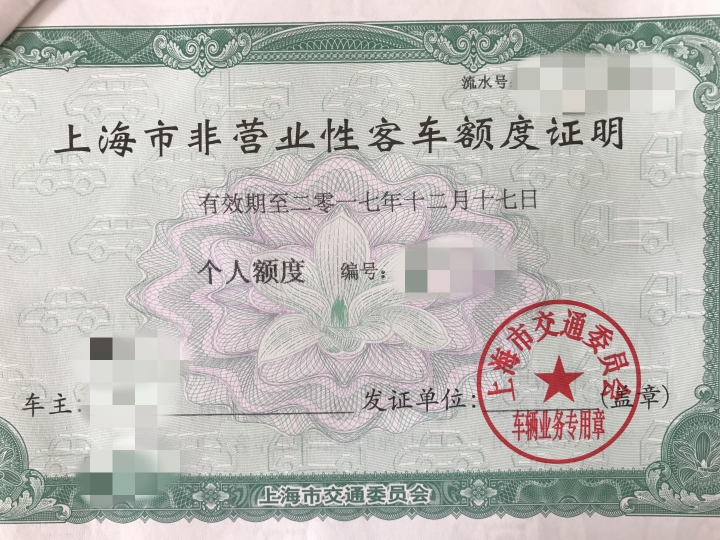 流水号:
上海市非营业性客车额度证明
有效期至二零一七年十二月十七日
个人额度 编号:
车主: 发证单位: (盖章)
上海市交通委员会
车辆业务专用章
上海市交通委员会